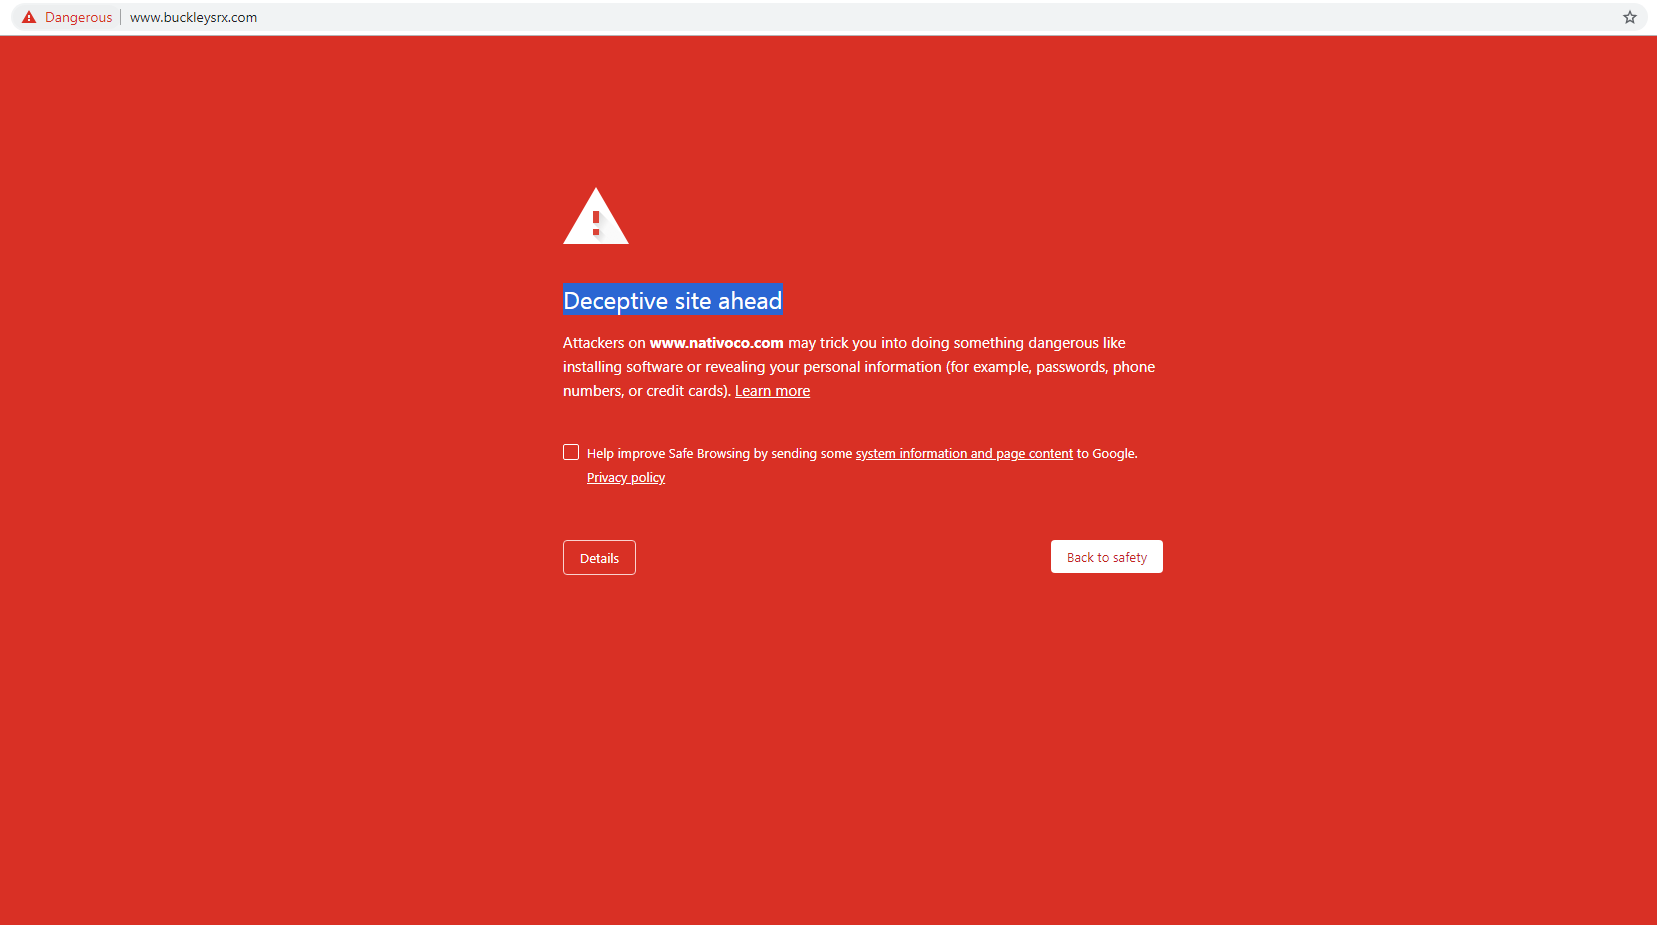 Dangerous www.buckleysrx.com
Deceptive site ahead
Attackers on www.nativoco.com may trick you into doing something dangerous like
installing software or revealing your personal information (for example, passwords, phone
numbers, or credit cards). Learn more
Help improve Safe Browsing by sending some system information and page content to Google.
Privacy policy
Details
Back to safety